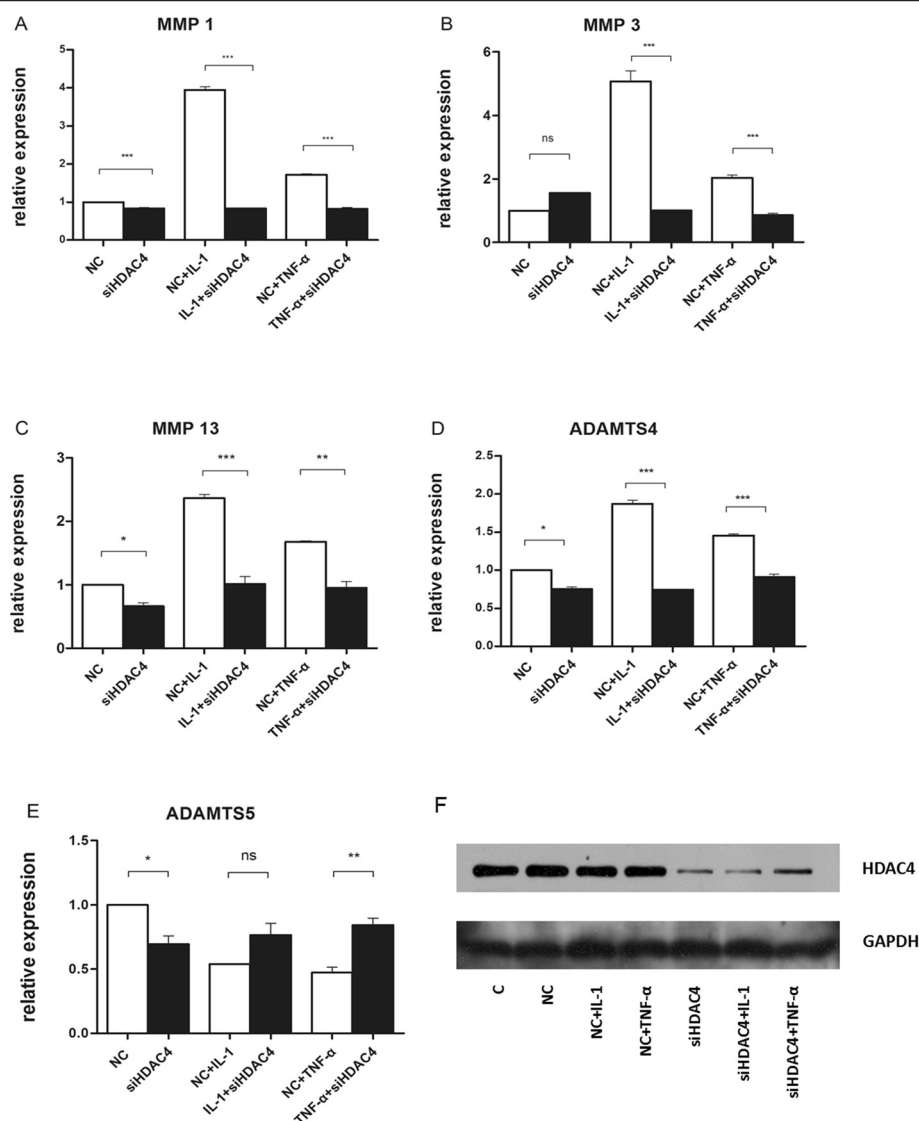 A
MMP 1
relative expression
5
4
3
2
1
0
***
***
***
NC
siHDAC4
NC+IL-1
IL-1+siHDAC4
NC+TNF-α
TNF-α+siHDAC4
B
MMP 3
relative expression
6
4
2
0
ns
***
***
NC
siHDAC4
NC+IL-1
IL-1+siHDAC4
NC+TNF-α
TNF-α+siHDAC4
C
MMP 13
relative expression
3
2
1
0
*
***
**
NC
siHDAC4
NC+IL-1
IL-1+siHDAC4
NC+TNF-α
TNF-α+siHDAC4
D
ADAMTS4
relative expression
2.5
2.0
1.5
1.0
0.5
0.0
*
***
***
NC
siHDAC4
NC+IL-1
IL-1+siHDAC4
NC+TNF-α
TNF-α+siHDAC4
E
ADAMTS5
relative expression
1.5
1.0
0.5
0.0
*
ns
**
NC
siHDAC4
NC+IL-1
IL-1+siHDAC4
NC+TNF-α
TNF-α+siHDAC4
F
HDAC4
GAPDH
C
NC
NC+IL-1
NC+TNF-α
siHDAC4
siHDAC4+IL-1
siHDAC4+TNF-α